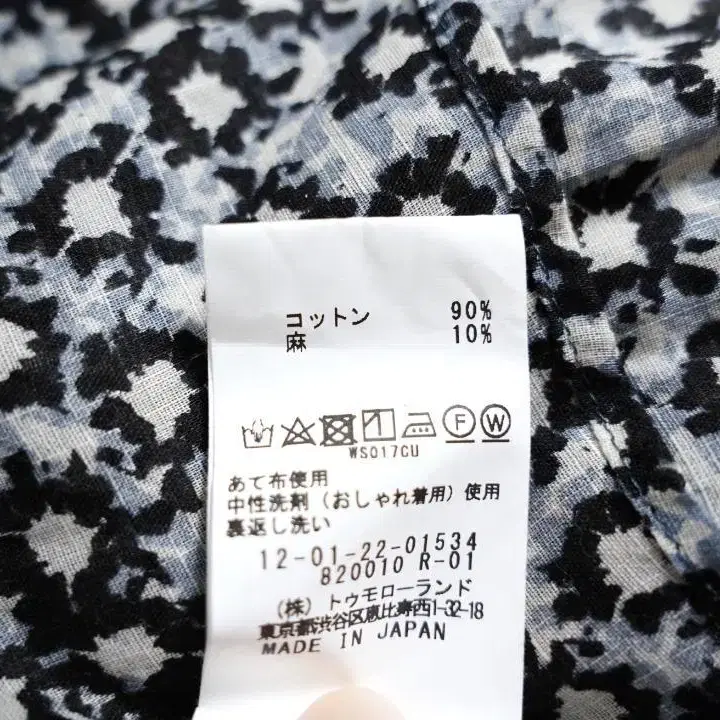 コットン 90%
麻 10%
F W
WS017CU
あて布使用
中性洗剤（おしゃれ着用）使用
裏返し洗い
12-01-22-01534
820010 R-01
（株）トゥモローランド
東京都渋谷区恵比寿西1-32-18
MADE IN JAPAN